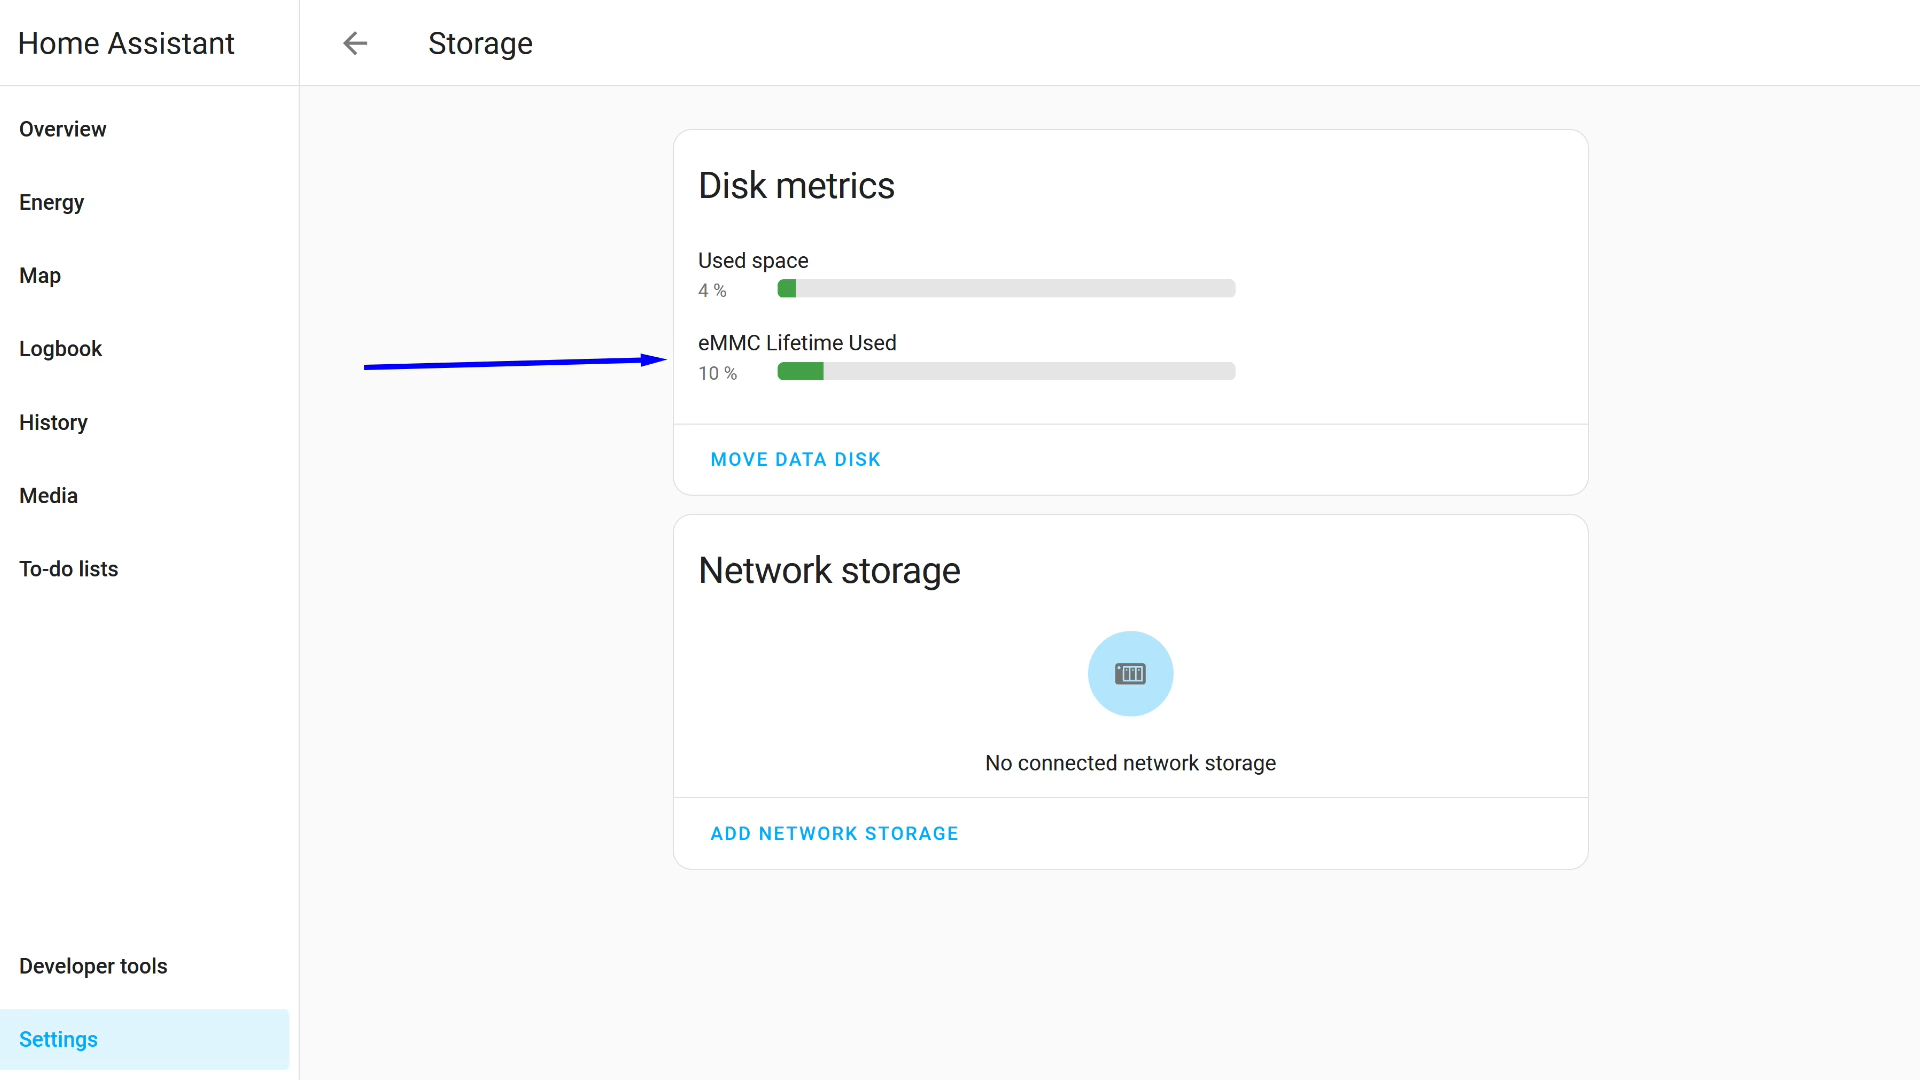 Home Assistant
Storage
Overview
Energy
Map
Logbook
History
Media
To-do lists
Developer tools
Settings
Disk metrics
Used space
4 %
eMMC Lifetime Used
10 %
MOVE DATA DISK
Network storage
No connected network storage
ADD NETWORK STORAGE